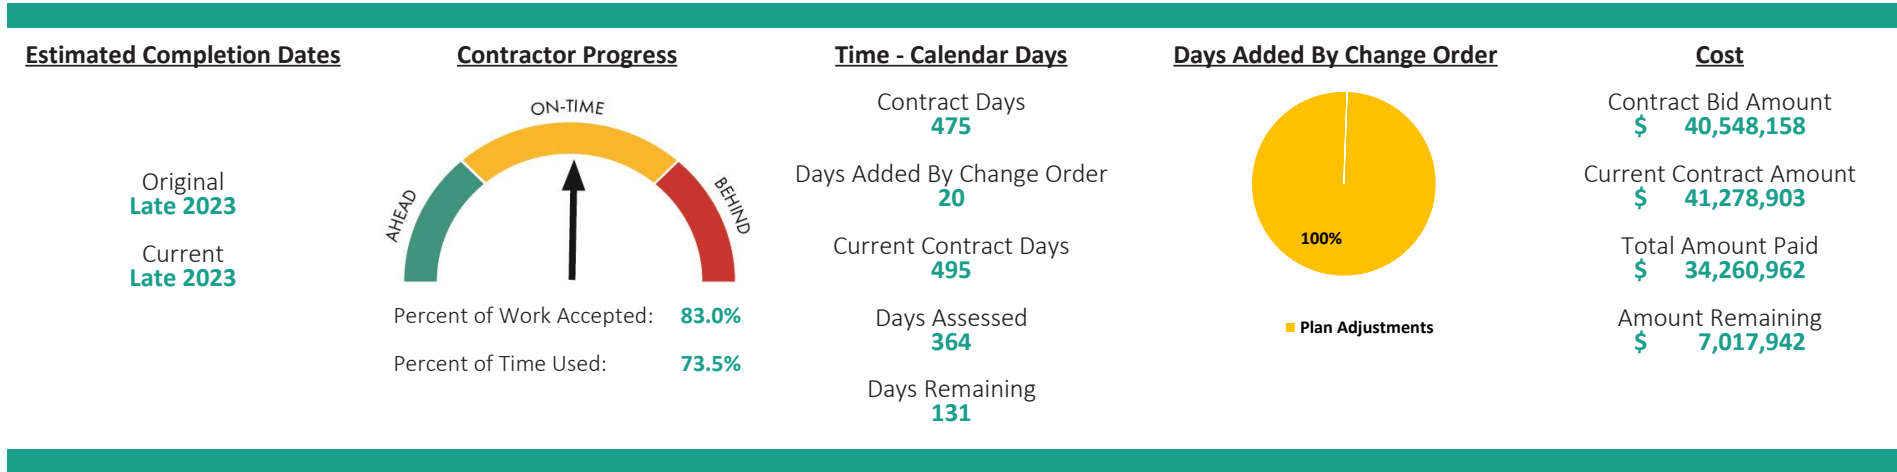 Estimated Completion Dates
Original
Late 2023
Current
Late 2023
Contractor Progress
ON-TIME
AHEAD
BEHIND
Percent of Work Accepted: 83.0%
Percent of Time Used: 73.5%
Time - Calendar Days
Contract Days
475
Days Added By Change Order
20
Current Contract Days
495
Days Assessed
364
Days Remaining
131
Days Added By Change Order
100%
Plan Adjustments
Cost
Contract Bid Amount
$ 40,548,158
Current Contract Amount
$ 41,278,903
Total Amount Paid
$ 34,260,962
Amount Remaining
$ 7,017,942